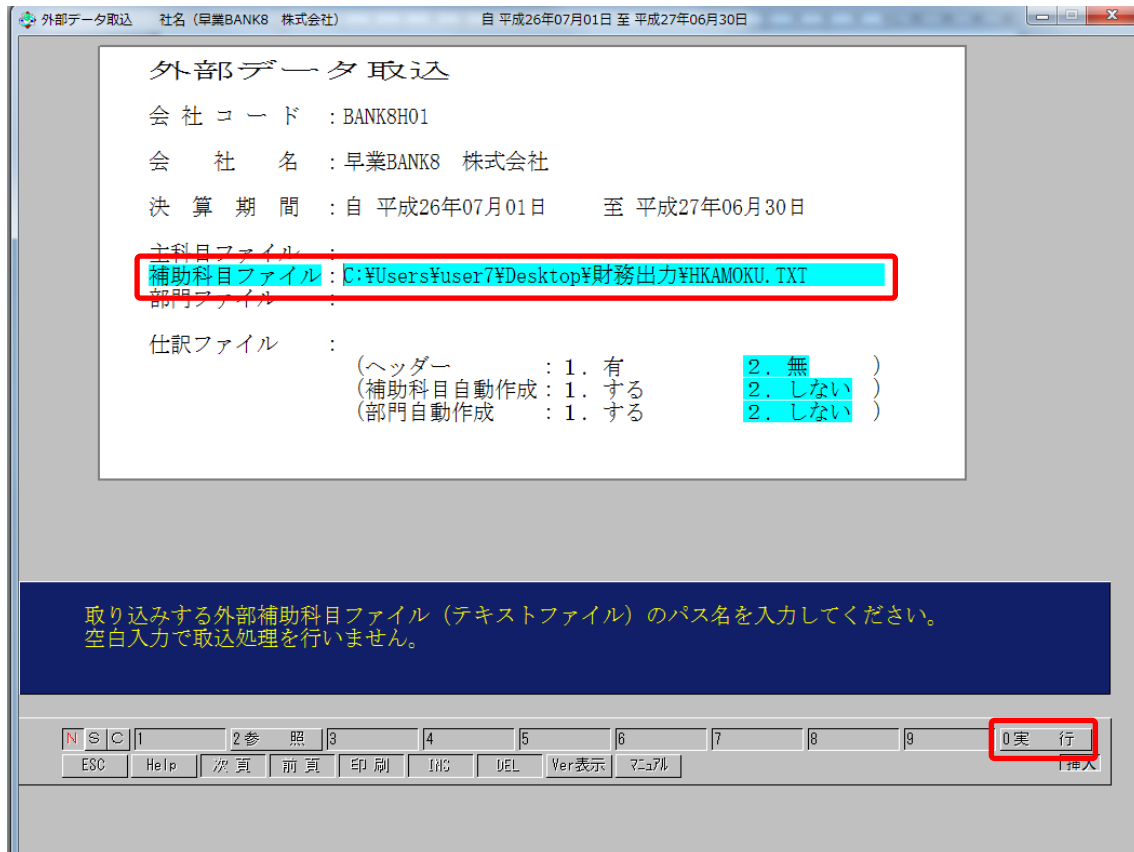 外部データ取込　社名（早業BANK8　株式会社）　自 平成26年07月01日 至 平成27年06月30日
外部データ取込
会社コード　：BANK8H01
会　社　名　：早業BANK8　株式会社
決算期間　：自 平成26年07月01日　至 平成27年06月30日
主科目ファイル　：
補助科目ファイル：C:¥Users¥user7¥Desktop¥財務出力¥HKAMOKU.TXT
部門ファイル　：
仕訳ファイル　：
（ヘッダー　：１．有　２．無　）
（補助科目自動作成：１．する　２．しない　）
（部門自動作成　：１．する　２．しない　）
取り込みする外部補助科目ファイル（テキストファイル）のパス名を入力してください。
空白入力で取込処理を行いません。
N S C 1 2参　照 3 4 5 6 7 8 9 0実　行
ESC Help 次頁 前頁 印刷 INS DEL Ver表示 ﾏﾆｭｱﾙ 挿入